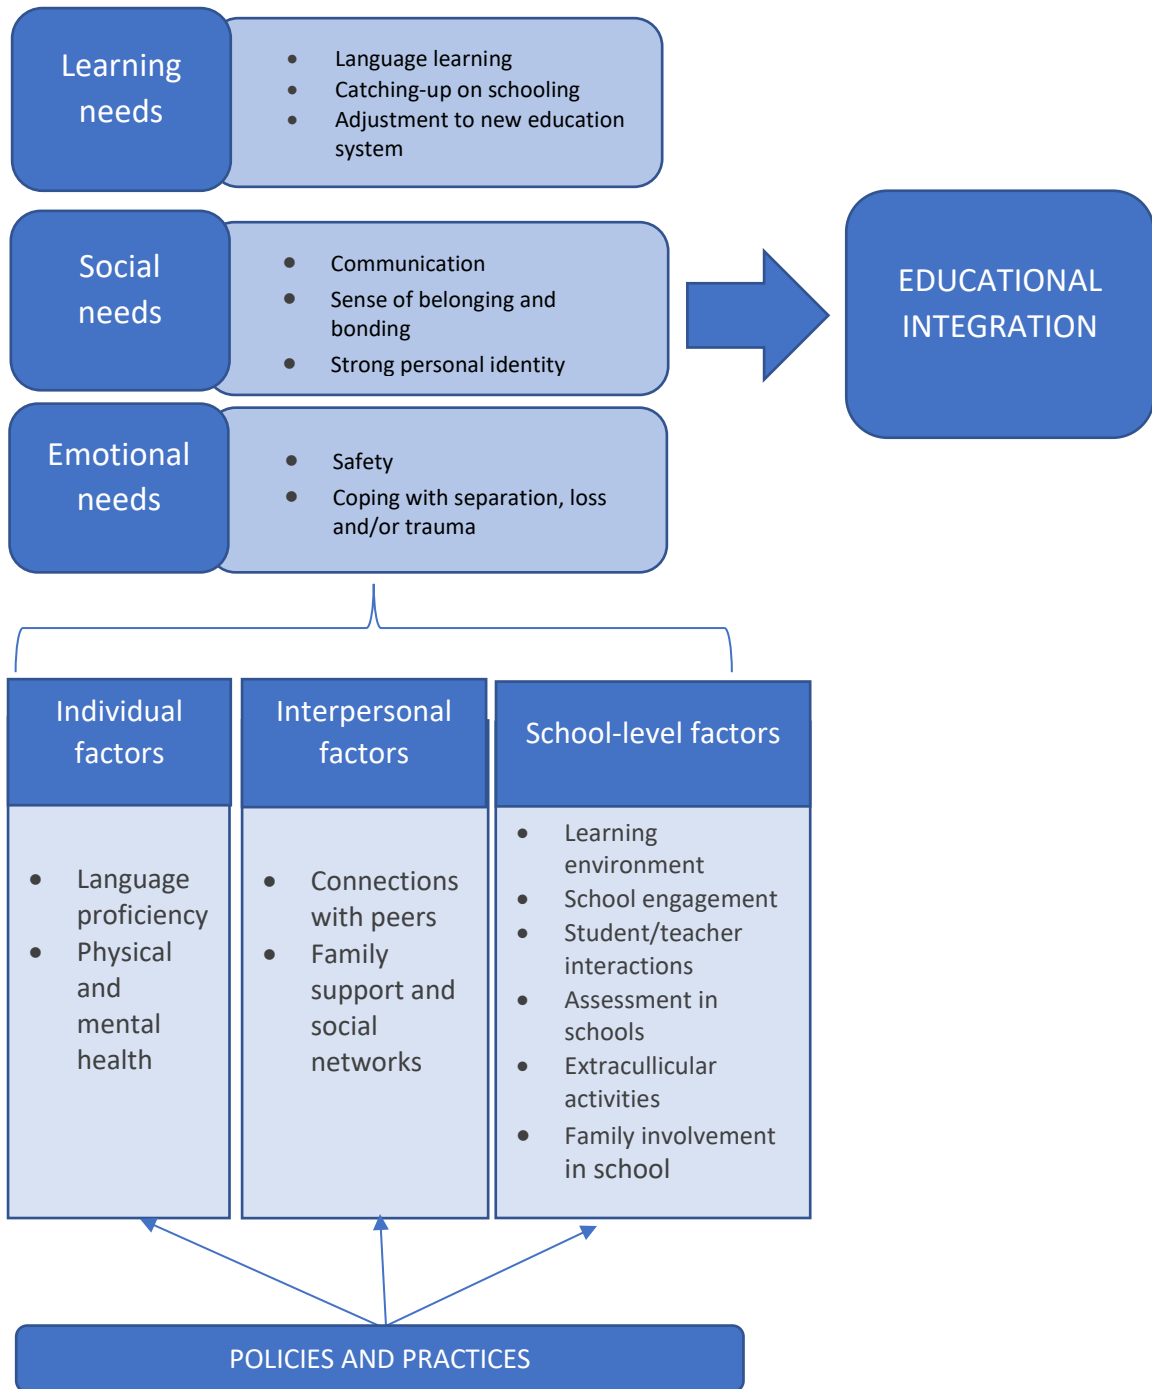 Learning
needs
• Language learning
• Catching-up on schooling
• Adjustment to new education
system
Social
needs
• Communication
• Sense of belonging and
bonding
• Strong personal identity
EDUCATIONAL
INTEGRATION
Emotional
needs
• Safety
• Coping with separation, loss
and/or trauma
Individual
factors
• Language
proficiency
• Physical
and
mental
health
Interpersonal
factors
• Connections
with peers
• Family
support and
social
networks
School-level factors
• Learning
environment
• School engagement
• Student/teacher
interactions
• Assessment in
schools
• Extracullicular
activities
• Family involvement
in school
POLICIES AND PRACTICES